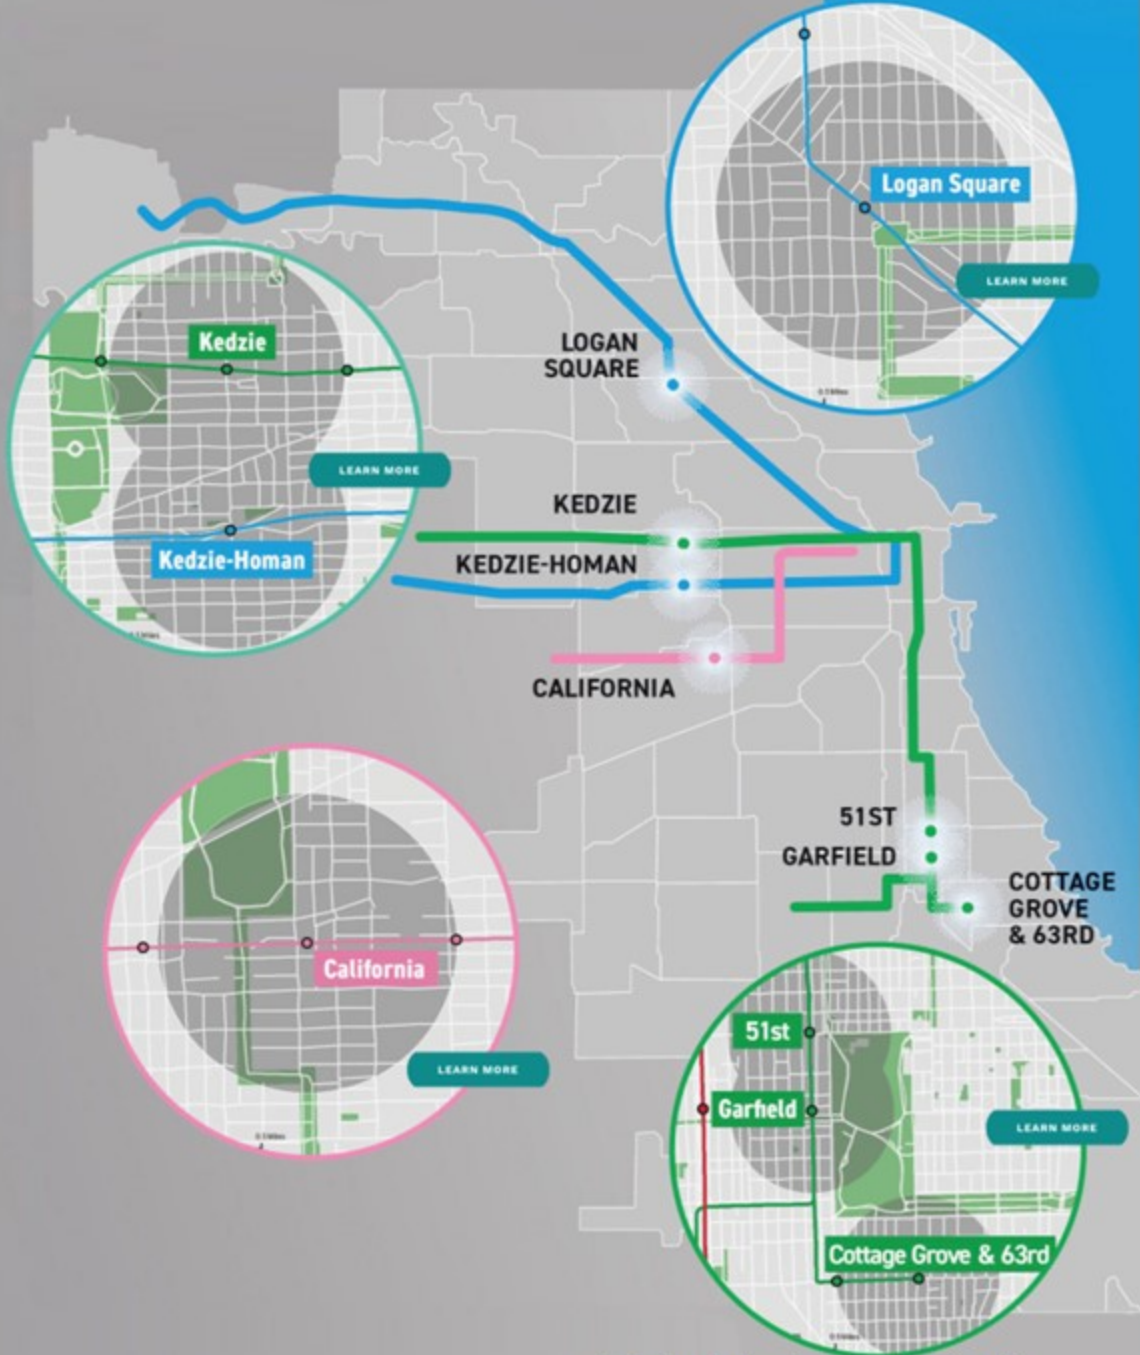 Logan Square
LEARN MORE
Kedzie
LOGAN
SQUARE
LEARN MORE
KEDZIE
Kedzie-Homan
KEDZIE-HOMAN
CALIFORNIA
51ST
GARFIELD
COTTAGE
GROVE
& 63RD
California
LEARN MORE
51st
Garfield
LEARN MORE
Cottage Grove & 63rd